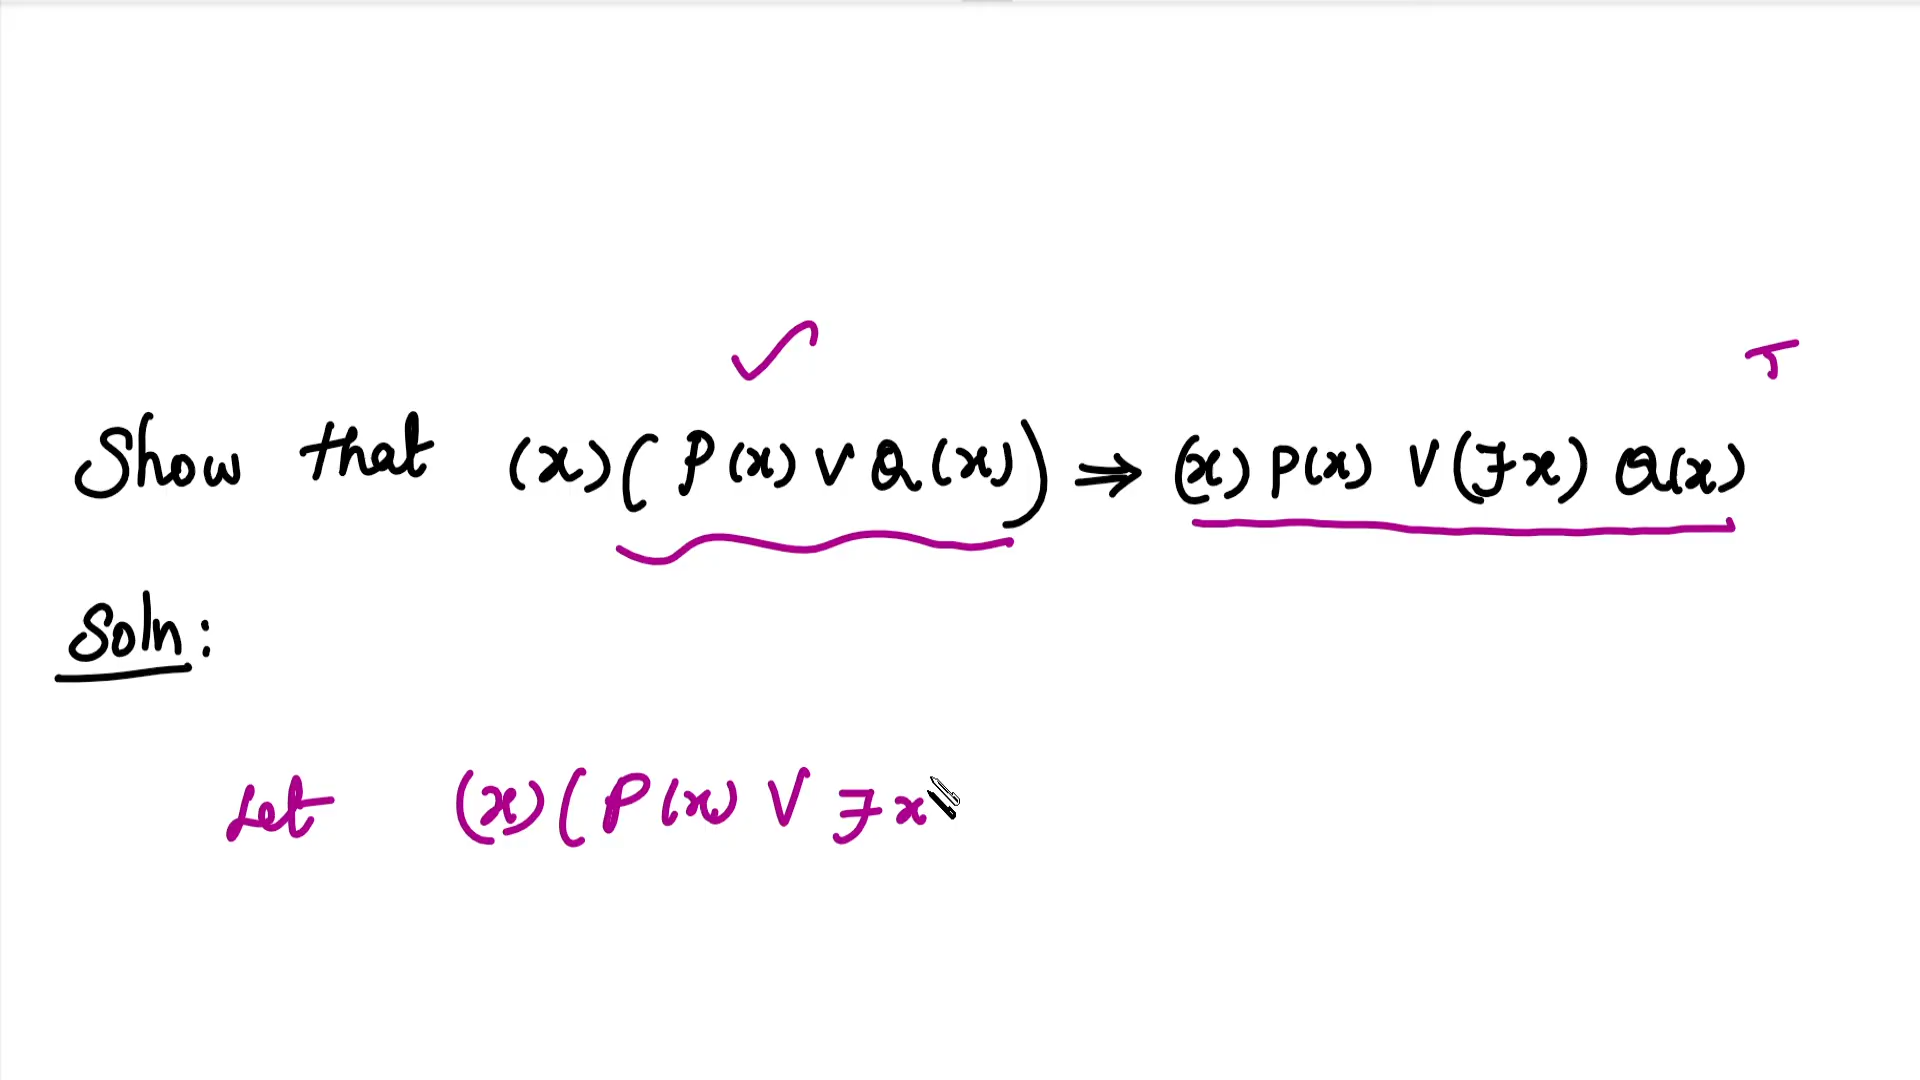 Show that (x)(P(x) ∨ Q(x)) ⇒ (x) P(x) ∨ (∃x) Q(x)
Soln:
Let (x)(P(x) ∨ ∃x